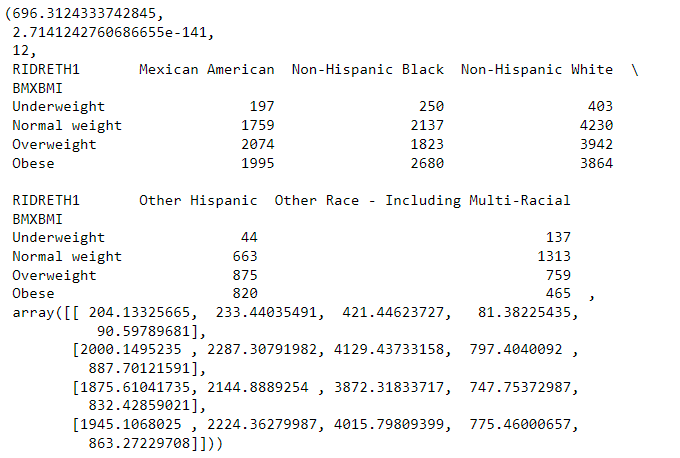 (696.3124333742845,
 2.7141242760686655e-141,
 12,
 RIDRETH1       Mexican American  Non-Hispanic Black  Non-Hispanic White  \
 BMXBMI
 Underweight                 197                 250                 403
 Normal weight              1759                2137                4230
 Overweight                 2074                1823                3942
 Obese                      1995                2680                3864

 RIDRETH1       Other Hispanic  Other Race - Including Multi-Racial
 BMXBMI
 Underweight                44                                  137
 Normal weight             663                                 1313
 Overweight                875                                  759
 Obese                     820                                  465  ,
 array([[ 204.13325665,  233.44035491,  421.44623727,   81.38225435,
           90.59789681],
        [2000.1495235 , 2287.30791982, 4129.43733158,  797.4040092 ,
          887.70121591],
        [1875.61041735, 2144.8889254 , 3872.31833717,  747.75372987,
          832.42859021],
        [1945.1068025 , 2224.36279987, 4015.79809399,  775.46000657,
          863.27229708]]))